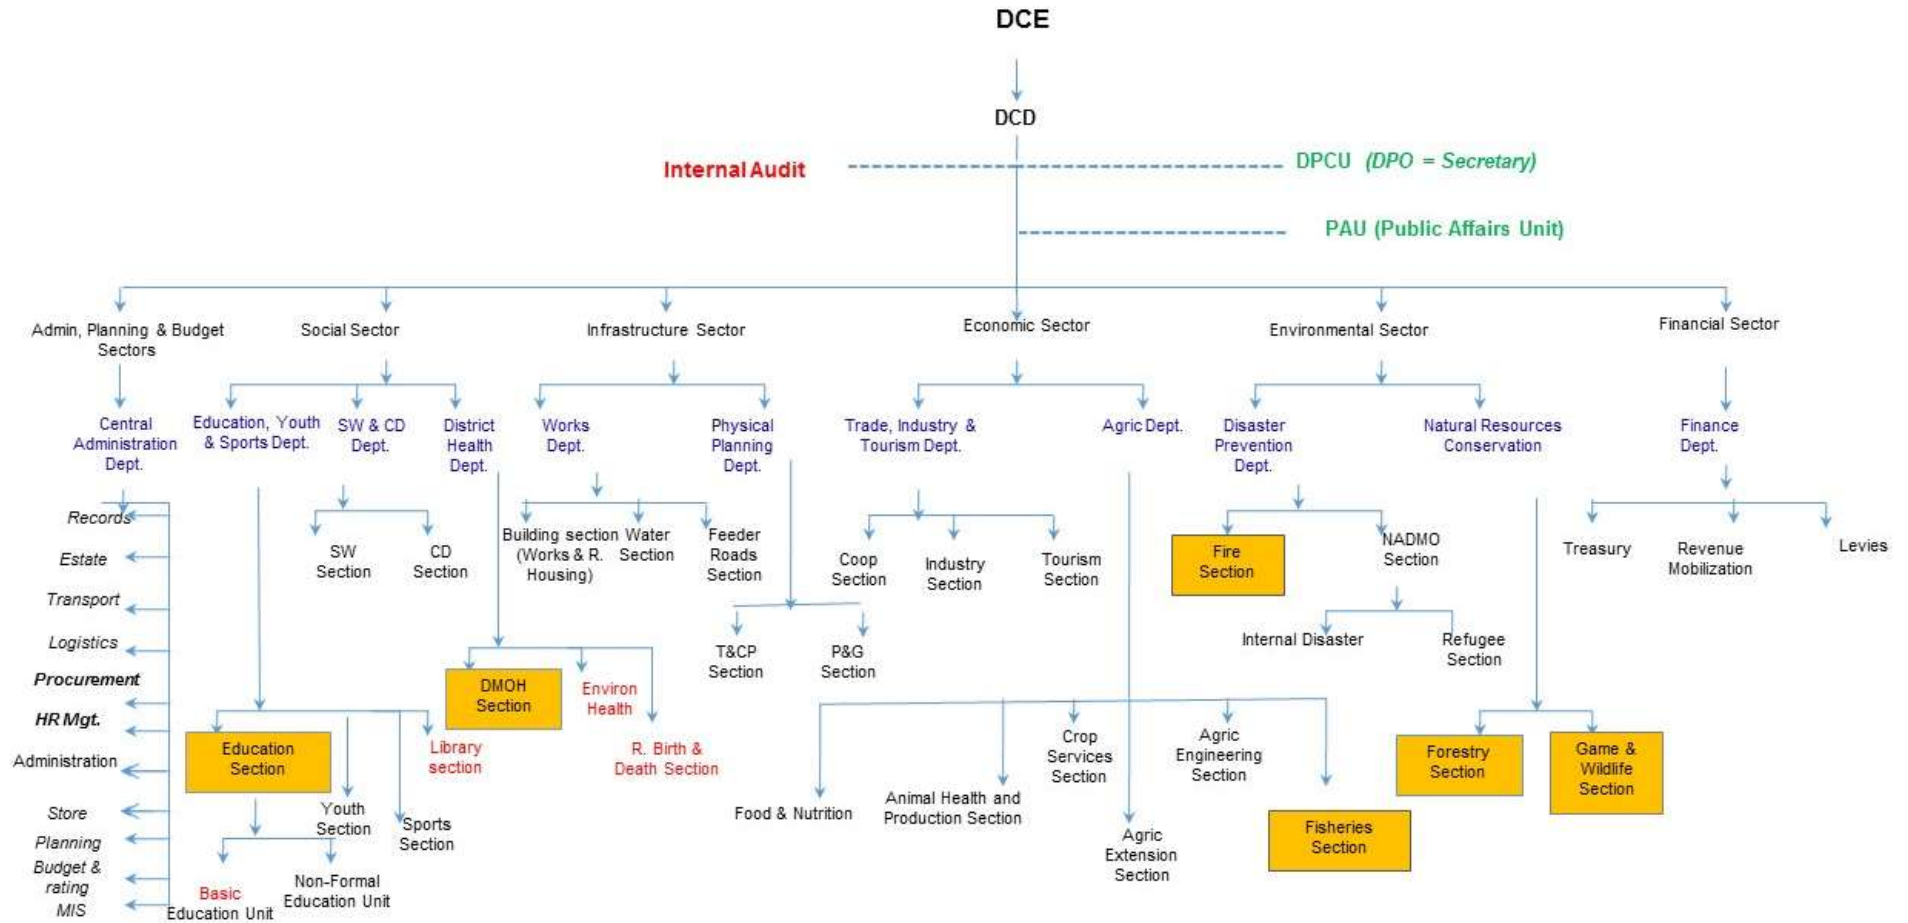 DCE
DCD
Internal Audit
DPCU (DPO = Secretary)
PAU (Public Affairs Unit)
Admin, Planning & Budget
Sectors
Social Sector
Infrastructure Sector
Economic Sector
Environmental Sector
Financial Sector
Central
Administration
Dept.
Education, Youth
& Sports Dept.
SW & CD
Dept.
District
Health
Dept.
Works
Dept.
Physical
Planning
Dept.
Trade, Industry &
Tourism Dept.
Agric Dept.
Disaster
Prevention
Dept.
Natural Resources
Conservation
Finance
Dept.
Records
Estate
Transport
Logistics
Procurement
HR Mgt.
Administration
Store
Planning
Budget &
rating
MIS
SW
Section
CD
Section
Building section
(Works & R.
Housing)
Water
Section
Feeder
Roads
Section
Coop
Section
Industry
Section
Tourism
Section
Fire
Section
NADMO
Section
Treasury
Revenue
Mobilization
Levies
Internal Disaster
Refugee
Section
T&CP
Section
P&G
Section
DMOH
Section
Environ
Health
R. Birth &
Death Section
Education
Section
Library
section
Youth
Section
Sports
Section
Basic
Education Unit
Non-Formal
Education Unit
Food & Nutrition
Animal Health and
Production Section
Crop
Services
Section
Agric
Extension
Section
Agric
Engineering
Section
Fisheries
Section
Forestry
Section
Game &
Wildlife
Section